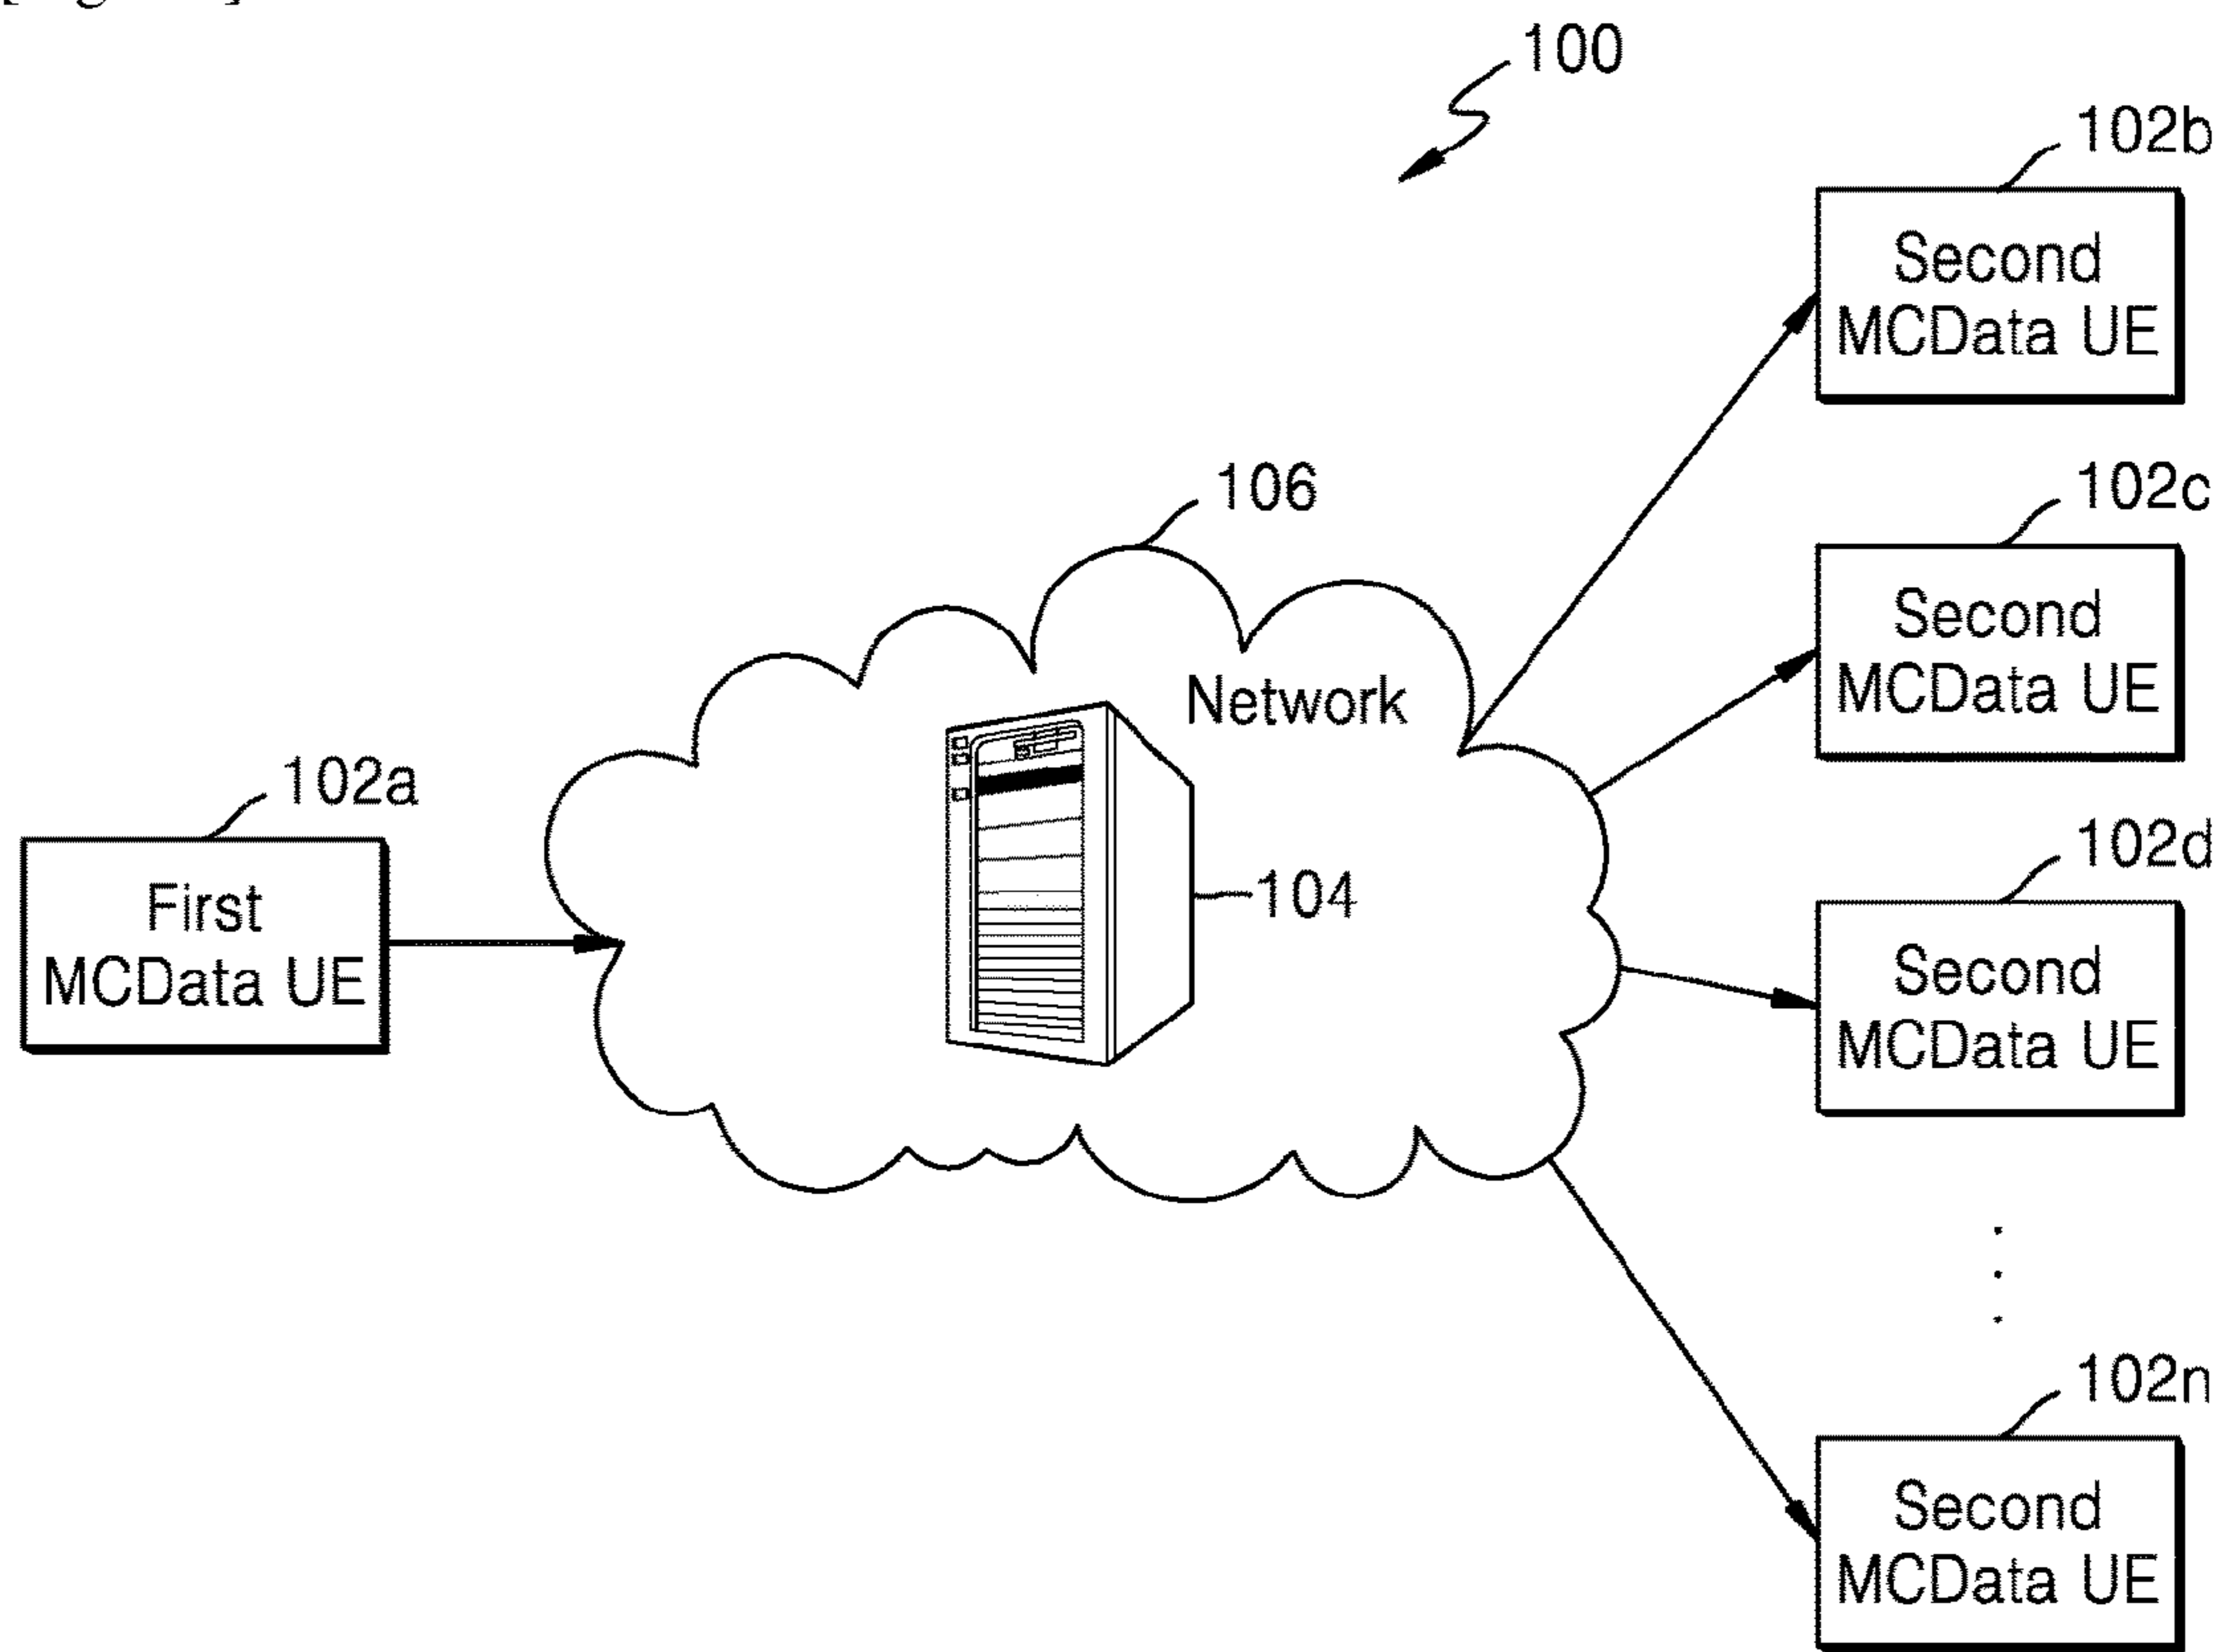 100
102b
Second
MCData UE
106
102c
Second
MCData UE
Network
102a
First
MCData UE
104
102d
Second
MCData UE
102n
Second
MCData UE